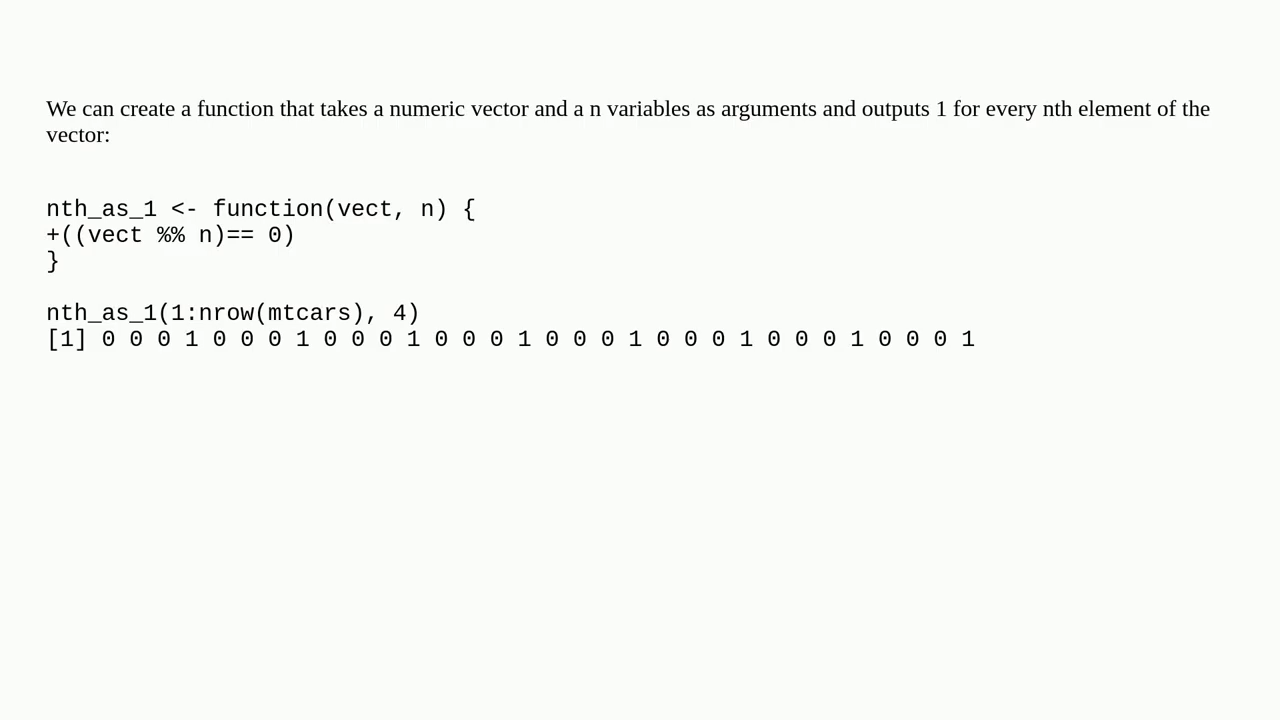 We can create a function that takes a numeric vector and a n variables as arguments and outputs 1 for every nth element of the
vector:
nth_as_1 <- function(vect, n) {
+((vect %% n)== 0)
}
nth_as_1(1:nrow(mtcars), 4)
[1] 0 0 0 1 0 0 0 1 0 0 0 1 0 0 0 1 0 0 0 1 0 0 0 1 0 0 0 1 0 0 0 1